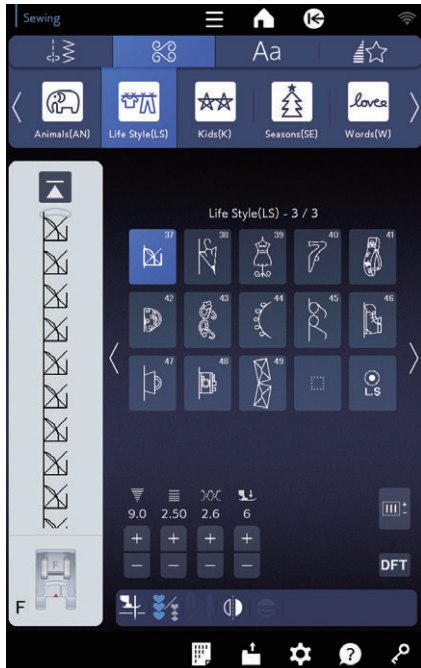 Sewing
Aa
Animals(AN) Life Style(LS) Kids(K) Seasons(SE) Words(W)
love
Life Style(LS) - 3 / 3
37 38 39 40 41
42 43 44 45 46
47 48 49
L.S
9.0 2.50 2.6 6
+ + + +
- - - -
DFT
F
F
?